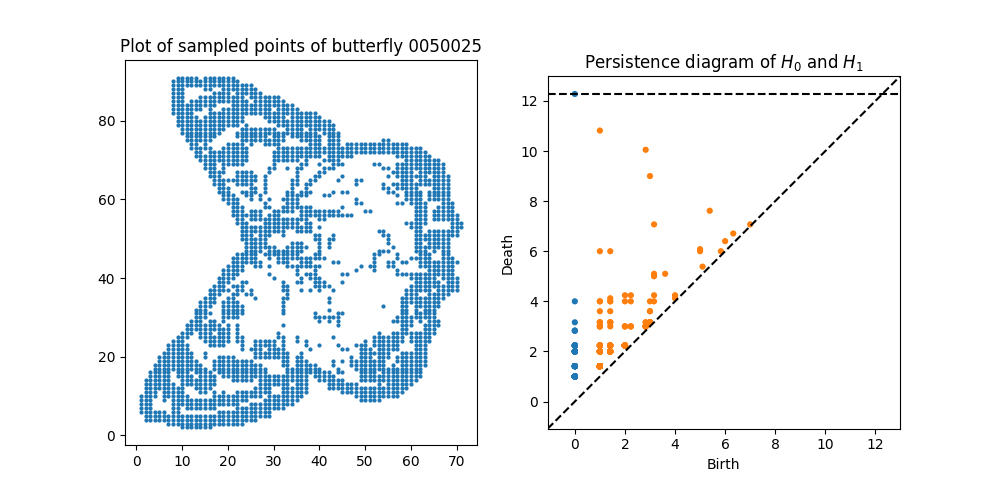 Plot of sampled points of butterfly 0050025
80
60
40
20
0
0 10 20 30 40 50 60 70
Persistence diagram of $H_0$ and $H_1$
12
10
8
6
4
2
0
Death
0 2 4 6 8 10 12
Birth